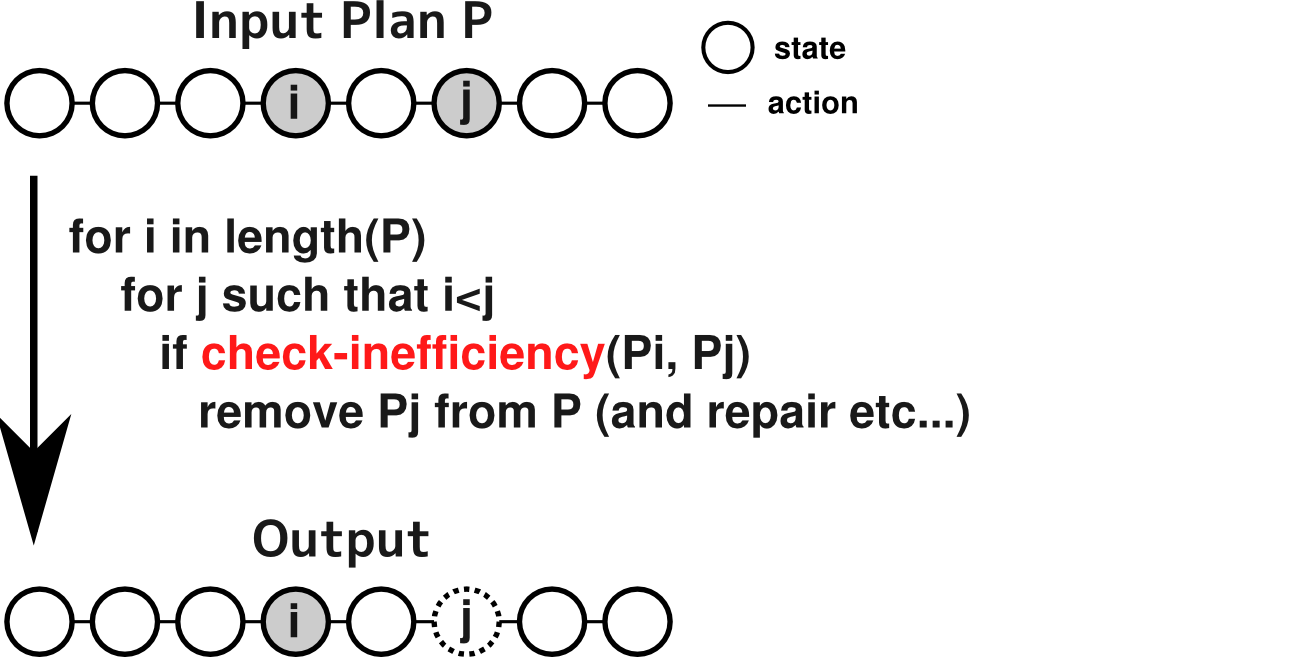 Input Plan P
state
i
j
action
for i in length(P)
for j such that i<j
if check-inefficiency(Pi, Pj)
remove Pj from P (and repair etc...)
Output
i
j